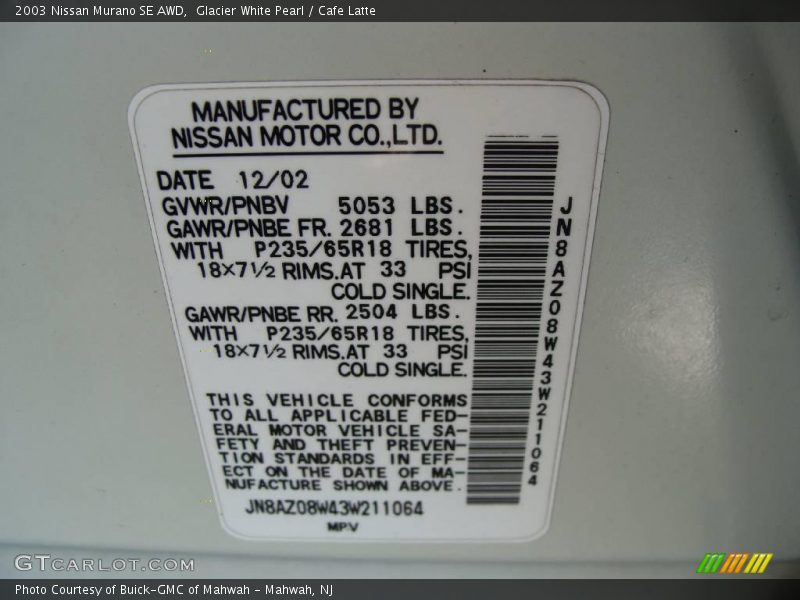 2003 Nissan Murano SE AWD,  Glacier White Pearl / Cafe Latte
MANUFACTURED BY
NISSAN MOTOR CO.,LTD.
DATE 12/02
GVWR/PNBV 5053 LBS.
GAWR/PNBE FR. 2681 LBS.
WITH P235/65R18 TIRES,
18×7½ RIMS.AT 33 PSI
COLD SINGLE.
GAWR/PNBE RR. 2504 LBS.
WITH P235/65R18 TIRES,
18×7½ RIMS.AT 33 PSI
COLD SINGLE.
THIS VEHICLE CONFORMS
TO ALL APPLICABLE FED-
ERAL MOTOR VEHICLE SA-
FETY AND THEFT PREVEN-
TION STANDARDS IN EFF-
ECT ON THE DATE OF MA-
NUFACTURE SHOWN ABOVE.
JN8AZ08W43W211064
MPV
JN8AZ08W43W211064
GTCARLOT.COM
Photo Courtesy of Buick-GMC of Mahwah - Mahwah, NJ